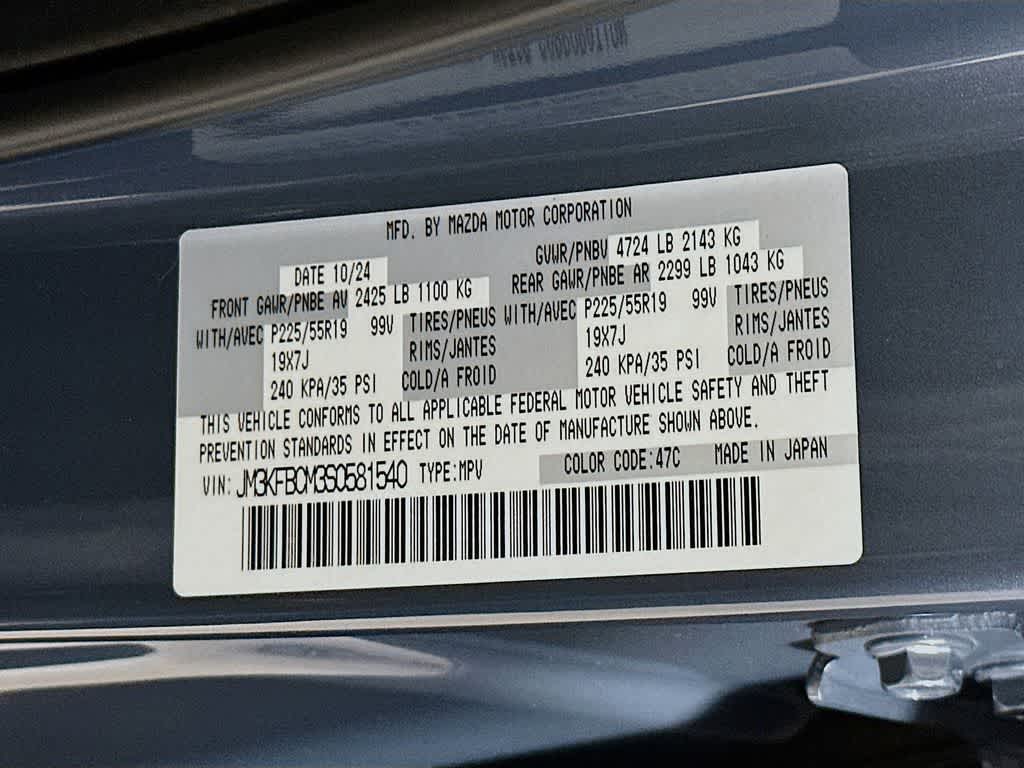 MFD. BY MAZDA MOTOR CORPORATION
DATE 10/24 GVWR/PNBV 4724 LB 2143 KG
FRONT GAWR/PNBE AV 2425 LB 1100 KG REAR GAWR/PNBE AR 2299 LB 1043 KG
WITH/AVEC P225/55R19 99V TIRES/PNEUS WITH/AVEC P225/55R19 99V TIRES/PNEUS
19X7J RIMS/JANTES 19X7J RIMS/JANTES
240 KPA/35 PSI COLD/A FROID 240 KPA/35 PSI COLD/A FROID
THIS VEHICLE CONFORMS TO ALL APPLICABLE FEDERAL MOTOR VEHICLE SAFETY AND THEFT
PREVENTION STANDARDS IN EFFECT ON THE DATE OF MANUFACTURE SHOWN ABOVE.
VIN: JM3KFBCM3S0581540 TYPE:MPV COLOR CODE:47C MADE IN JAPAN